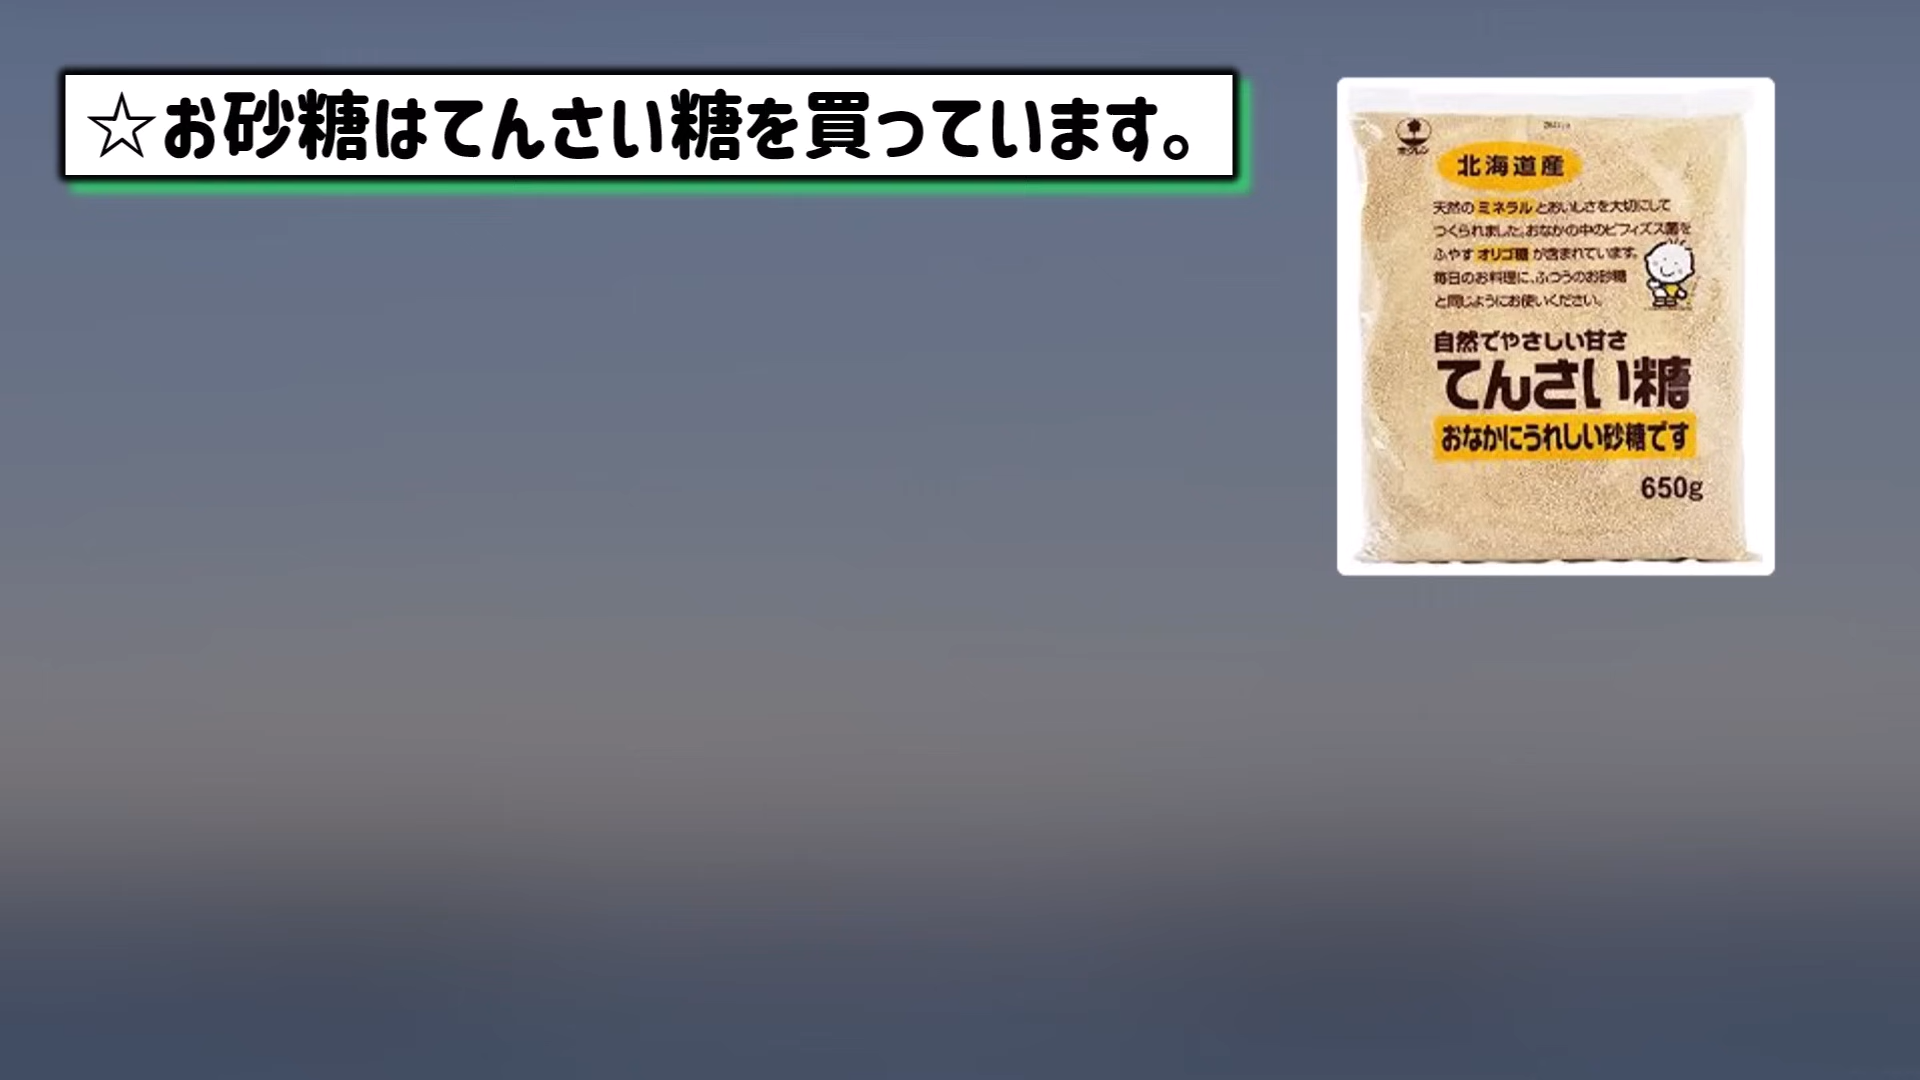 ☆お砂糖はてんさい糖を買っています。
ホクレン
北海道産
天然のミネラルとおいしさを大切にして
つくられました。おなかの中のビフィズス菌を
ふやすオリゴ糖が含まれています。
毎日のお料理に、ふつうのお砂糖
と同じようにお使いください。
自然でやさしい甘さ
てんさい糖
おなかにうれしい砂糖です
650g